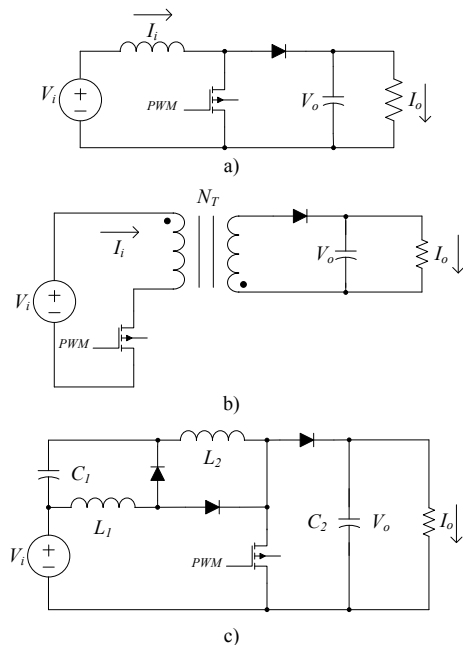 I_i
V_i
PWM
V_o
I_o
a)
N_T
I_i
V_i
V_o
I_o
PWM
b)
L_2
C_1
L_1
C_2
V_o
I_o
V_i
PWM
c)